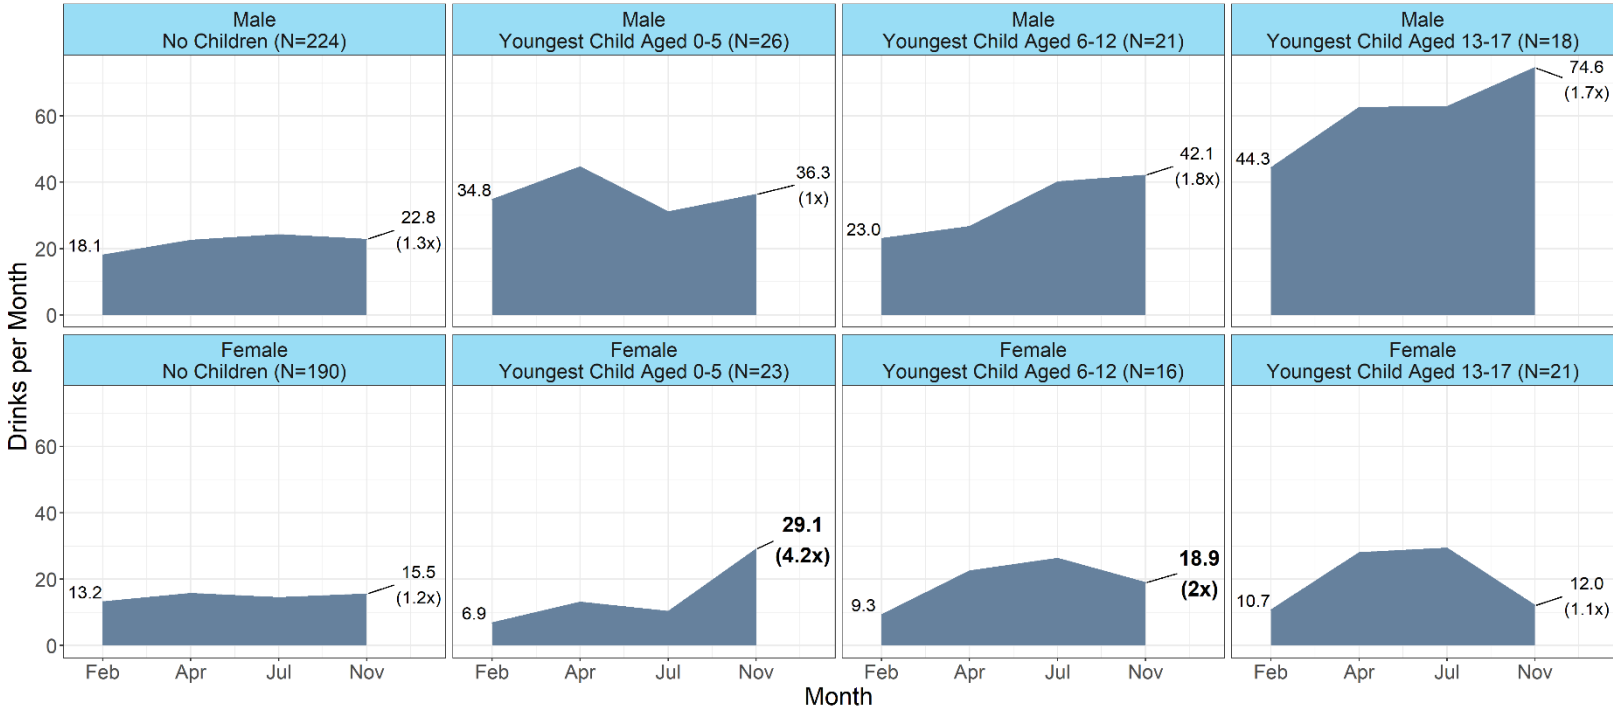 Male
No Children (N=224)
Male
Youngest Child Aged 0-5 (N=26)
Male
Youngest Child Aged 6-12 (N=21)
Male
Youngest Child Aged 13-17 (N=18)
60
40
20
0
18.1
22.8
(1.3x)
34.8
36.3
(1x)
23.0
42.1
(1.8x)
44.3
74.6
(1.7x)
Drinks per Month
Female
No Children (N=190)
Female
Youngest Child Aged 0-5 (N=23)
Female
Youngest Child Aged 6-12 (N=16)
Female
Youngest Child Aged 13-17 (N=21)
60
40
20
0
13.2
15.5
(1.2x)
6.9
29.1
(4.2x)
9.3
18.9
(2x)
10.7
12.0
(1.1x)
Feb Apr Jul Nov
Feb Apr Jul Nov
Feb Apr Jul Nov
Feb Apr Jul Nov
Month